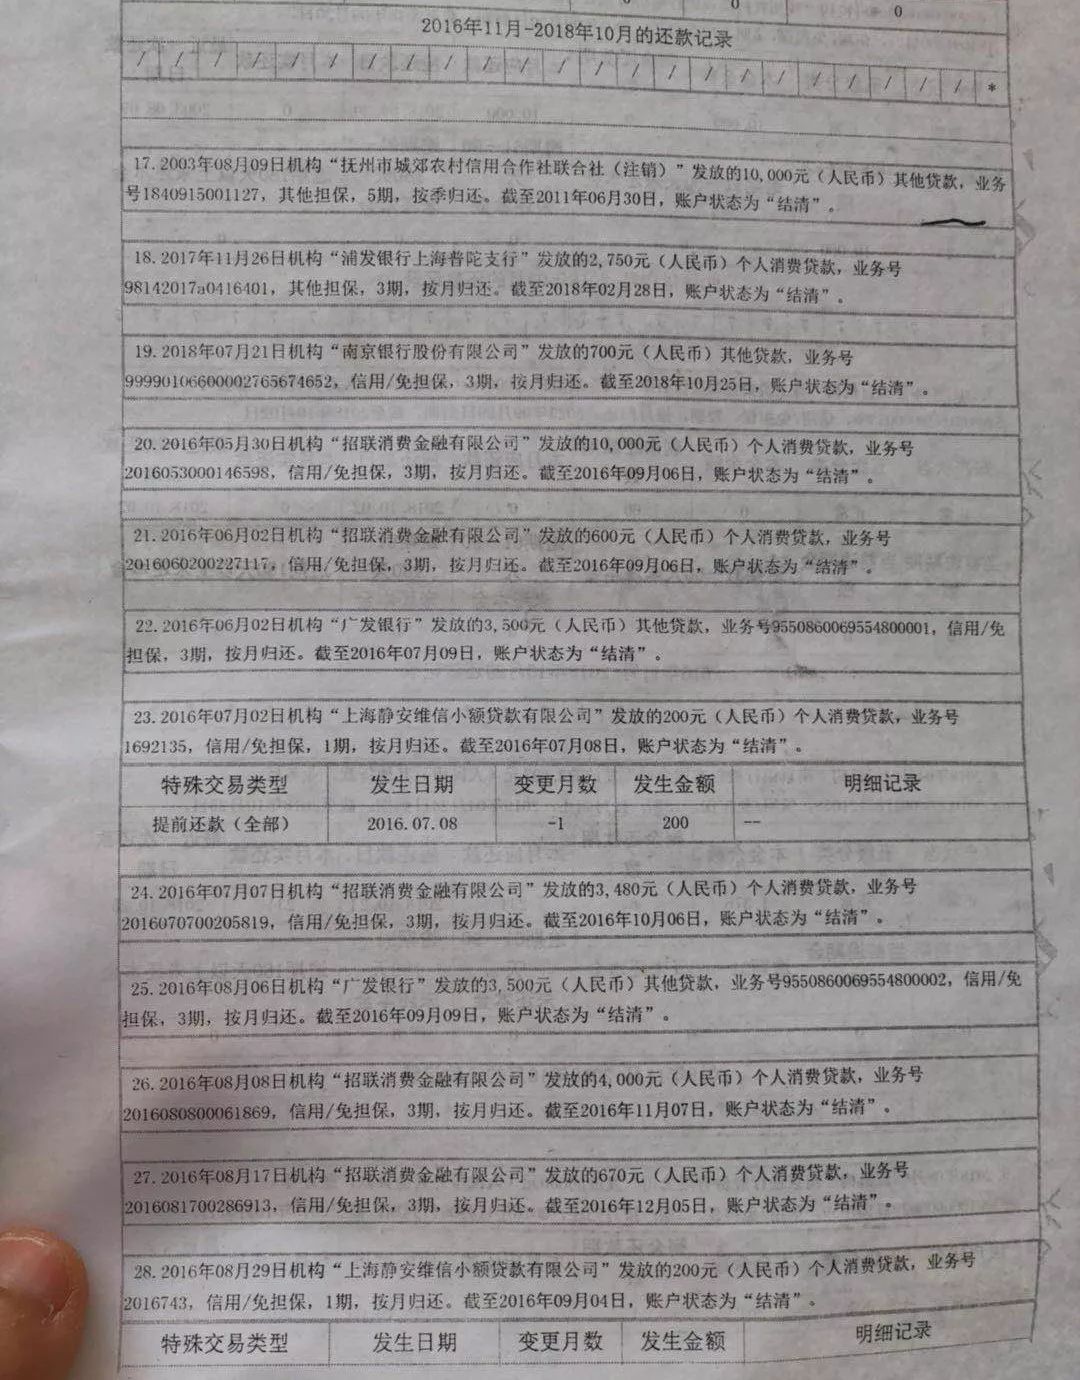 0 0 0
2016年11月-2018年10月的还款记录
/ / / / / / / / / / / / / / / / / / / / / / / *
17.2003年08月09日机构“抚州市城郊农村信用合作社联合社（注销）”发放的10,000元（人民币）其他贷款，业务
号1840915001127，其他担保，5期，按季归还。截至2011年06月30日，账户状态为“结清”。
18.2017年11月26日机构“浦发银行上海普陀支行”发放的2,750元（人民币）个人消费贷款，业务号
98142017a0416401，其他担保，3期，按月归还。截至2018年02月28日，账户状态为“结清”。
19.2018年07月21日机构“南京银行股份有限公司”发放的700元（人民币）其他贷款，业务号
99990106600002765674652，信用/免担保，3期，按月归还。截至2018年10月25日，账户状态为“结清”。
20.2016年05月30日机构“招联消费金融有限公司”发放的10,000元（人民币）个人消费贷款，业务号
2016053000146598，信用/免担保，3期，按月归还。截至2016年09月06日，账户状态为“结清”
21.2016年06月02日机构“招联消费金融有限公司”发放的600元（人民币）个人消费贷款，业务号
2016060200227117，信用/免担保，3期，按月归还。截至2016年09月06日，账户状态为“结清”。
22.2016年06月02日机构“广发银行”发放的3,500元（人民币）其他贷款，业务号9550860069554800001，信用/免
担保，3期，按月归还。截至2016年07月09日，账户状态为“结清”。
23.2016年07月02日机构“上海静安维信小额贷款有限公司”发放的200元（人民币）个人消费贷款，业务号
1692135，信用/免担保，1期，按月归还。截至2016年07月08日，账户状态为“结清”。
特殊交易类型 发生日期 变更月数 发生金额 明细记录
提前还款（全部） 2016.07.08 -1 200 --
24.2016年07月07日机构“招联消费金融有限公司”发放的3,480元（人民币）个人消费贷款，业务号
2016070700205819，信用/免担保，3期，按月归还。截至2016年10月06日，账户状态为“结清”。
25.2016年08月06日机构“广发银行”发放的3,500元（人民币）其他贷款，业务号9550860069554800002，信用/免
担保，3期，按月归还。截至2016年09月09日，账户状态为“结清”。
26.2016年08月08日机构“招联消费金融有限公司”发放的4,000元（人民币）个人消费贷款，业务号
2016080800061869，信用/免担保，3期，按月归还。截至2016年11月07日，账户状态为“结清”。
27.2016年08月17日机构“招联消费金融有限公司”发放的670元（人民币）个人消费贷款，业务号
2016081700286913，信用/免担保，3期，按月归还。截至2016年12月05日，账户状态为“结清”。
28.2016年08月29日机构“上海静安维信小额贷款有限公司”发放的200元（人民币）个人消费贷款，业务号
2016743，信用/免担保，1期，按月归还。截至2016年09月04日，账户状态为“结清”。
特殊交易类型 发生日期 变更月数 发生金额 明细记录